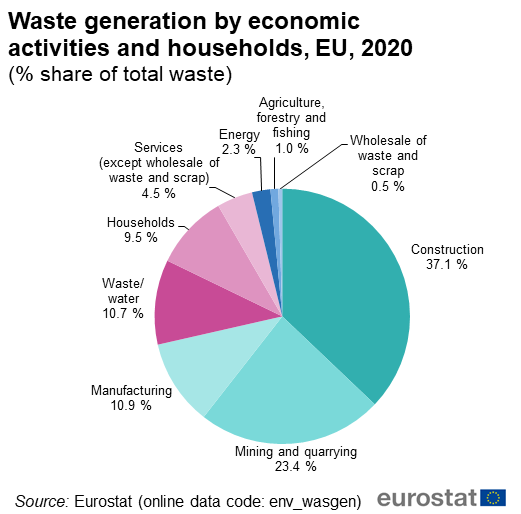 Waste generation by economic
activities and households, EU, 2020
(% share of total waste)
Agriculture,
forestry and
fishing
1.0 %
Energy
2.3 %
Wholesale of
waste and
scrap
0.5 %
Services
(except wholesale of
waste and scrap)
4.5 %
Households
9.5 %
Construction
37.1 %
Waste/
water
10.7 %
Manufacturing
10.9 %
Mining and quarrying
23.4 %
Source: Eurostat (online data code: env_wasgen)
eurostat